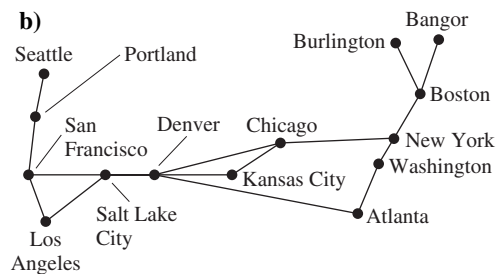 b)
Bangor
Burlington
Seattle
Portland
Boston
San
Francisco
Denver
Chicago
New York
Washington
Kansas City
Salt Lake
City
Atlanta
Los
Angeles